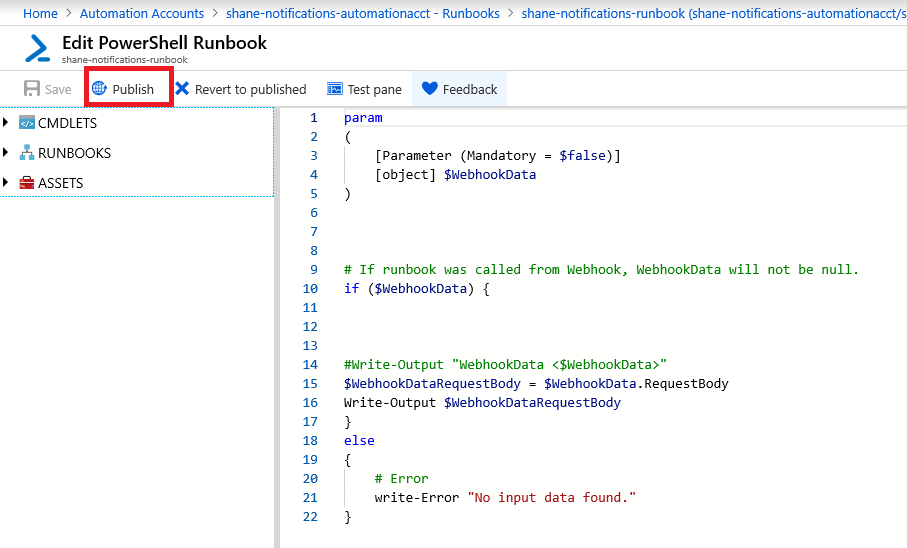 Home > Automation Accounts > shane-notifications-automationacct - Runbooks > shane-notifications-runbook (shane-notifications-automationacct/s
Edit PowerShell Runbook
shane-notifications-runbook
Save Publish Revert to published Test pane Feedback
CMDLETS
RUNBOOKS
ASSETS
1 param
2 (
3 [Parameter (Mandatory = $false)]
4 [object] $WebhookData
5 )
6
7
8
9 # If runbook was called from Webhook, WebhookData will not be null.
10 if ($WebhookData) {
11
12
13
14 #Write-Output "WebhookData <$WebhookData>"
15 $WebhookDataRequestBody = $WebhookData.RequestBody
16 Write-Output $WebhookDataRequestBody
17 }
18 else
19 {
20 # Error
21 write-Error "No input data found."
22 }